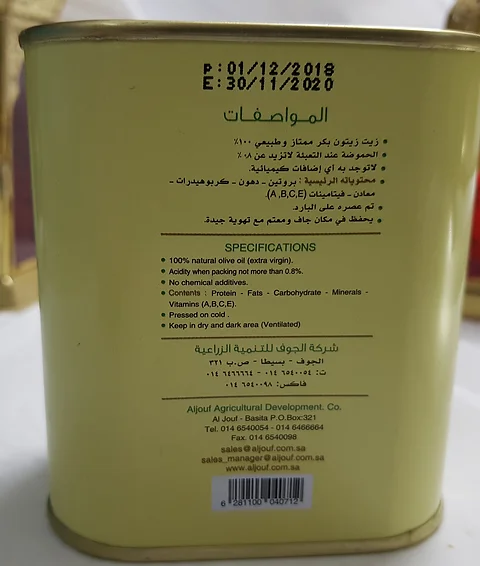 p:01/12/2018
E:30/11/2020
المواصفات
• زيت زيتون بكر ممتاز وطبيعي ١٠٠٪
• الحموضة عند التعبئة لاتزيد عن ٠,٨٪
• لاتوجد به أي إضافات كيميائية.
• محتوياته الرئيسية : بروتين - دهون - كربوهيدرات -
معادن - فيتامينات (A,B,C,E).
• تم عصره على البارد.
• يحفظ في مكان جاف ومعتم مع تهوية جيدة.
SPECIFICATIONS
• 100% natural olive oil (extra virgin).
• Acidity when packing not more than 0.8%.
• No chemical additives.
• Contents : Protein - Fats - Carbohydrate - Minerals -
Vitamins (A,B,C,E).
• Pressed on cold .
• Keep in dry and dark area (Ventilated)
شركة الجوف للتنمية الزراعية
الجوف - بسيطا - ص.ب ٣٢١
ت: ٦٥٤٠٠٥٤ ٠١٤ - ٦٤٦٦٦٦٤ ٠١٤
فاكس: ٦٥٤٠٠٩٨ ٠١٤
Aljouf Agricultural Development. Co.
Al Jouf - Basita P.O.Box:321
Tel. 014 6540054 - 014 6466664
Fax. 014 6540098
sales@aljouf.com.sa
sales_manager@aljouf.com.sa
www.aljouf.com.sa
6 281100 040712